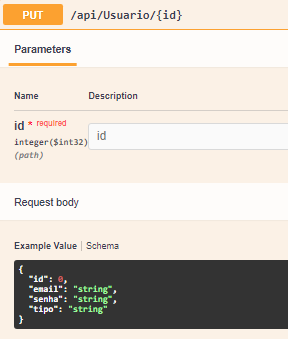 PUT /api/Usuario/{id}
Parameters
Name Description
id * required
integer($int32)
(path)
id
Request body
Example Value | Schema
{
"id": 0,
"email": "string",
"senha": "string",
"tipo": "string"
}